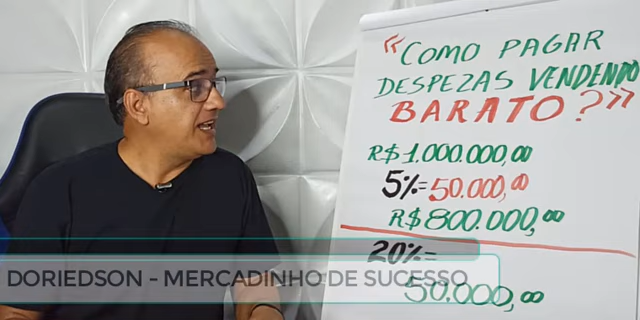 “COMO PAGAR
DESPEZAS VENDENDO
BARATO?”
R$1.000.000,00
5%=50.000,00
R$800.000,00
20%=
50.000,00
DORIEDSON - MERCADINHO DE SUCESSO